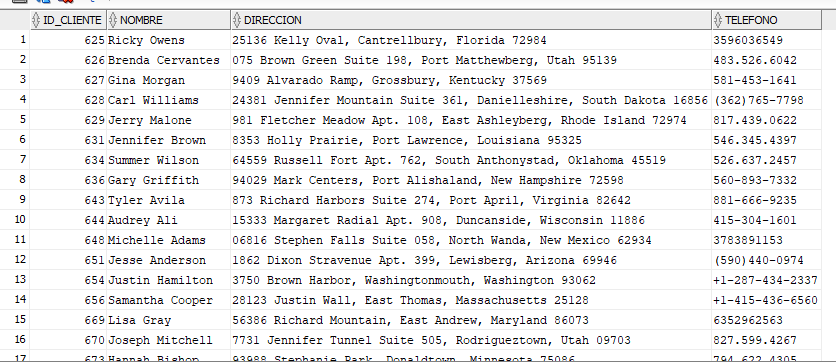 ID_CLIENTE NOMBRE DIRECCION TELEFONO
1 625 Ricky Owens 25136 Kelly Oval, Cantrellbury, Florida 72984 3596036549
2 626 Brenda Cervantes 075 Brown Green Suite 198, Port Matthewberg, Utah 95139 483.526.6042
3 627 Gina Morgan 9409 Alvarado Ramp, Grossbury, Kentucky 37569 581-453-1641
4 628 Carl Williams 24381 Jennifer Mountain Suite 361, Danielleshire, South Dakota 16856 (362)765-7798
5 629 Jerry Malone 981 Fletcher Meadow Apt. 108, East Ashleyberg, Rhode Island 72974 817.439.0622
6 631 Jennifer Brown 8353 Holly Prairie, Port Lawrence, Louisiana 95325 546.345.4397
7 634 Summer Wilson 64559 Russell Fort Apt. 762, South Anthonystad, Oklahoma 45519 526.637.2457
8 636 Gary Griffith 94029 Mark Centers, Port Alishaland, New Hampshire 72598 560-893-7332
9 643 Tyler Avila 873 Richard Harbors Suite 274, Port April, Virginia 82642 881-666-9235
10 644 Audrey Ali 15333 Margaret Radial Apt. 908, Duncanside, Wisconsin 11886 415-304-1601
11 648 Michelle Adams 06816 Stephen Falls Suite 058, North Wanda, New Mexico 62934 3783891153
12 651 Jesse Anderson 1862 Dixon Stravenue Apt. 399, Lewisberg, Arizona 69946 (590)440-0974
13 654 Justin Hamilton 3750 Brown Harbor, Washingtonmouth, Washington 93062 +1-287-434-2337
14 656 Samantha Cooper 28123 Justin Wall, East Thomas, Massachusetts 25128 +1-415-436-6560
15 669 Lisa Gray 56386 Richard Mountain, East Andrew, Maryland 86073 6352962563
16 670 Joseph Mitchell 7731 Jennifer Tunnel Suite 505, Rodrigueztown, Utah 09703 827.599.4267
17 673 Hannah Bishop 93988 Stephanie Park, Donaldtown, Minnesota 75086 794.622.4305